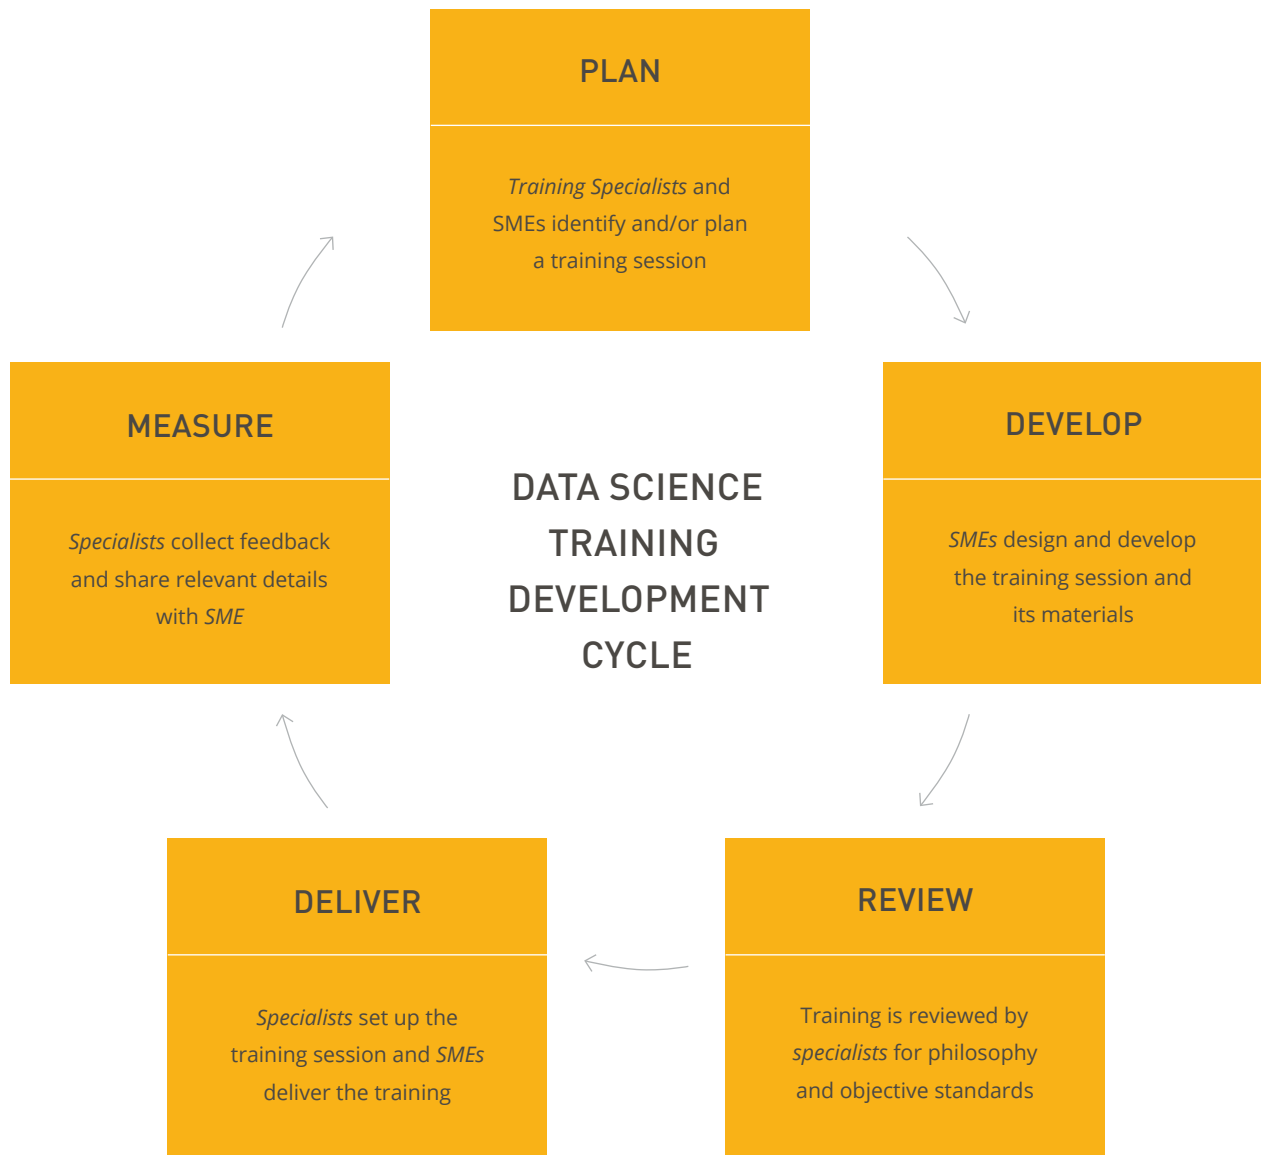 PLAN
Training Specialists and
SMEs identify and/or plan
a training session
MEASURE
Specialists collect feedback
and share relevant details
with SME
DATA SCIENCE
TRAINING
DEVELOPMENT
CYCLE
DEVELOP
SMEs design and develop
the training session and
its materials
DELIVER
Specialists set up the
training session and SMEs
deliver the training
REVIEW
Training is reviewed by
specialists for philosophy
and objective standards